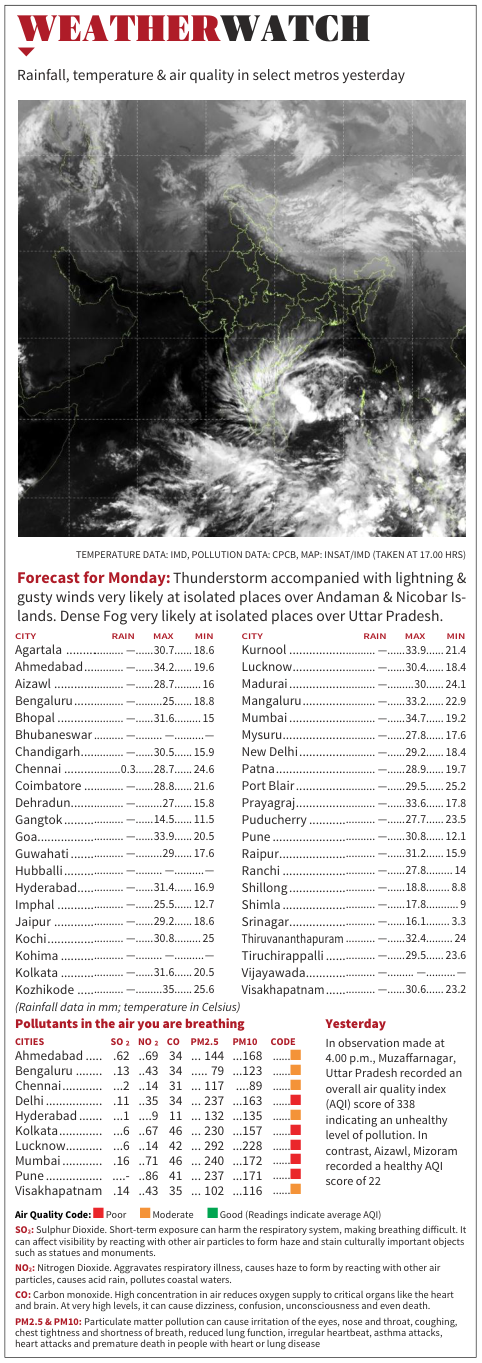 WEATHERWATCH
Rainfall, temperature & air quality in select metros yesterday
TEMPERATURE DATA: IMD, POLLUTION DATA: CPCB, MAP: INSAT/IMD (TAKEN AT 17.00 HRS)
Forecast for Monday: Thunderstorm accompanied with lightning &
gusty winds very likely at isolated places over Andaman & Nicobar Is-
lands. Dense Fog very likely at isolated places over Uttar Pradesh.
CITY RAIN MAX MIN
Agartala ......... —......30.7...... 18.6
Ahmedabad......... —......34.2...... 19.6
Aizawl ......... —......28.7......... 16
Bengaluru ......... —.........25...... 18.8
Bhopal ......... —......31.6......... 15
Bhubaneswar ......... —......... —.........—
Chandigarh......... —......30.5...... 15.9
Chennai .........0.3......28.7...... 24.6
Coimbatore ......... —......28.8...... 21.6
Dehradun......... —.........27...... 15.8
Gangtok ......... —......14.5...... 11.5
Goa......... —......33.9...... 20.5
Guwahati ......... —.........29...... 17.6
Hubballi ......... —......... —.........—
Hyderabad......... —......31.4...... 16.9
Imphal ......... —......25.5...... 12.7
Jaipur ......... —......29.2...... 18.6
Kochi......... —......30.8......... 25
Kohima ......... —......... —.........—
Kolkata ......... —......31.6...... 20.5
Kozhikode ......... —.........35...... 25.6
CITY RAIN MAX MIN
Kurnool ......... —......33.9...... 21.4
Lucknow......... —......30.4...... 18.4
Madurai ......... —.........30...... 24.1
Mangaluru ......... —......33.2...... 22.9
Mumbai ......... —......34.7...... 19.2
Mysuru......... —......27.8...... 17.6
New Delhi ......... —......29.2...... 18.4
Patna......... —......28.9...... 19.7
Port Blair ......... —......29.5...... 25.2
Prayagraj......... —......33.6...... 17.8
Puducherry ......... —......27.7...... 23.5
Pune ......... —......30.8...... 12.1
Raipur......... —......31.2...... 15.9
Ranchi ......... —......27.8......... 14
Shillong ......... —......18.8........ 8.8
Shimla ......... —......17.8............ 9
Srinagar......... —......16.1........ 3.3
Thiruvananthapuram ......... —......32.4......... 24
Tiruchirappalli ......... —......29.5...... 23.6
Vijayawada......... —......... —.........—
Visakhapatnam ......... —......30.6...... 23.2
(Rainfall data in mm; temperature in Celsius)
Pollutants in the air you are breathing
CITIES SO₂ NO₂ CO PM2.5 PM10 CODE
Ahmedabad ..... .62 ..69 34 ... 144 ...168 ......
Bengaluru ....... .13 ..43 34 ..... 79 ...123 ......
Chennai ......... ...2 ..14 31 ... 117 ....89 ......
Delhi ......... .11 ..35 34 ... 237 ...163 ......
Hyderabad ....... ...1 ....9 11 ... 132 ...135 ......
Kolkata ......... ...6 ..67 46 ... 230 ...157 ......
Lucknow......... ...6 ..14 42 ... 292 ...228 ......
Mumbai ......... .16 ..71 46 ... 240 ...172 ......
Pune ......... ....- ..86 41 ... 237 ...171 ......
Visakhapatnam .14 ..43 35 ... 102 ...116 ......
Yesterday
In observation made at
4.00 p.m., Muzaffarnagar,
Uttar Pradesh recorded an
overall air quality index
(AQI) score of 338
indicating an unhealthy
level of pollution. In
contrast, Aizawl, Mizoram
recorded a healthy AQI
score of 22
Air Quality Code: Poor Moderate Good (Readings indicate average AQI)
SO₂: Sulphur Dioxide. Short-term exposure can harm the respiratory system, making breathing difficult. It
can affect visibility by reacting with other air particles to form haze and stain culturally important objects
such as statues and monuments.
NO₂: Nitrogen Dioxide. Aggravates respiratory illness, causes haze to form by reacting with other air
particles, causes acid rain, pollutes coastal waters.
CO: Carbon monoxide. High concentration in air reduces oxygen supply to critical organs like the heart
and brain. At very high levels, it can cause dizziness, confusion, unconsciousness and even death.
PM2.5 & PM10: Particulate matter pollution can cause irritation of the eyes, nose and throat, coughing,
chest tightness and shortness of breath, reduced lung function, irregular heartbeat, asthma attacks,
heart attacks and premature death in people with heart or lung disease